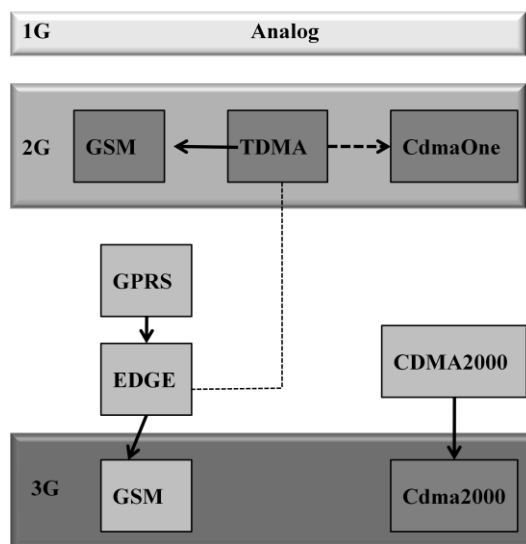 1G Analog
2G GSM TDMA CdmaOne
GPRS
EDGE CDMA2000
3G GSM Cdma2000